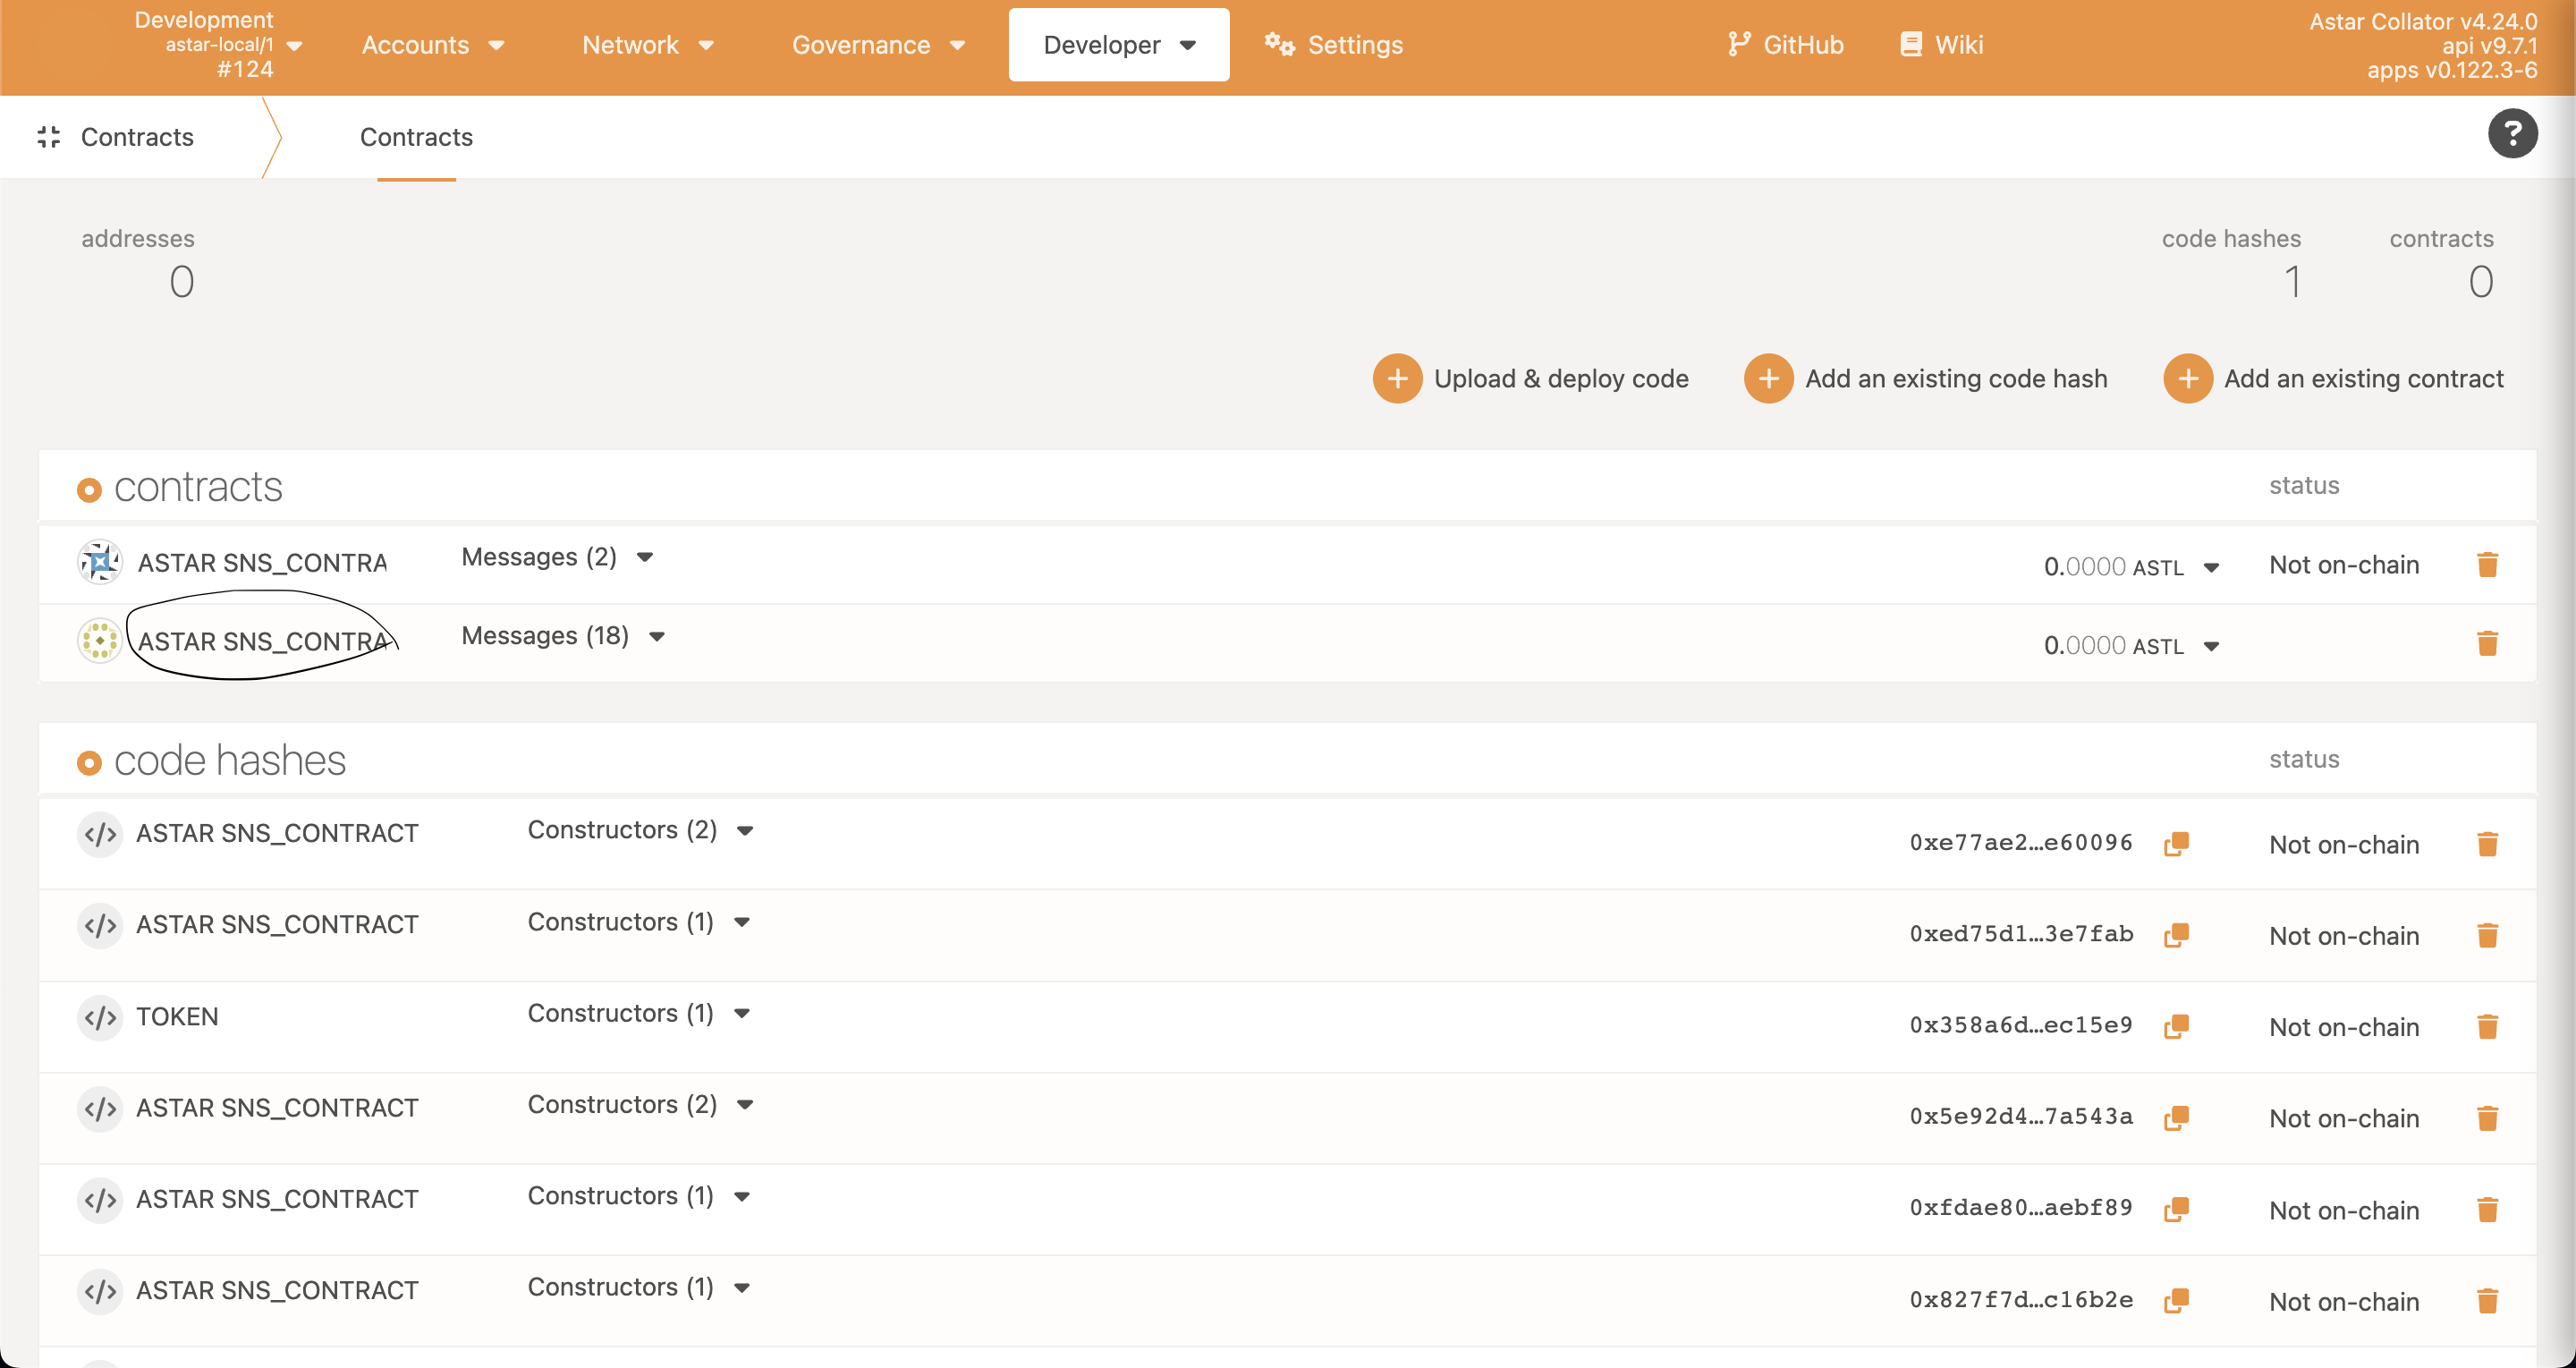 Development
astar-local/1
#124
Accounts
Network
Governance
Developer
Settings
GitHub
Wiki
Astar Collator v4.24.0
api v9.7.1
apps v0.122.3-6
Contracts
Contracts
?
addresses
0
code hashes
1
contracts
0
Upload & deploy code
Add an existing code hash
Add an existing contract
contracts status
ASTAR SNS_CONTRA Messages (2) 0.0000 ASTL Not on-chain
ASTAR SNS_CONTRA Messages (18) 0.0000 ASTL
code hashes status
ASTAR SNS_CONTRACT Constructors (2) 0xe77ae2…e60096 Not on-chain
ASTAR SNS_CONTRACT Constructors (1) 0xed75d1…3e7fab Not on-chain
TOKEN Constructors (1) 0x358a6d…ec15e9 Not on-chain
ASTAR SNS_CONTRACT Constructors (2) 0x5e92d4…7a543a Not on-chain
ASTAR SNS_CONTRACT Constructors (1) 0xfdae80…aebf89 Not on-chain
ASTAR SNS_CONTRACT Constructors (1) 0x827f7d…c16b2e Not on-chain